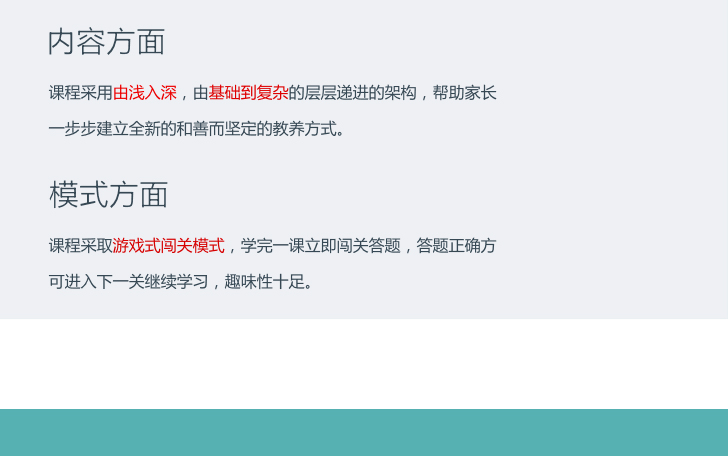 内容方面
课程采用由浅入深，由基础到复杂的层层递进的架构，帮助家长
一步步建立全新的和善而坚定的教养方式。
模式方面
课程采取游戏式闯关模式，学完一课立即闯关答题，答题正确方
可进入下一关继续学习，趣味性十足。